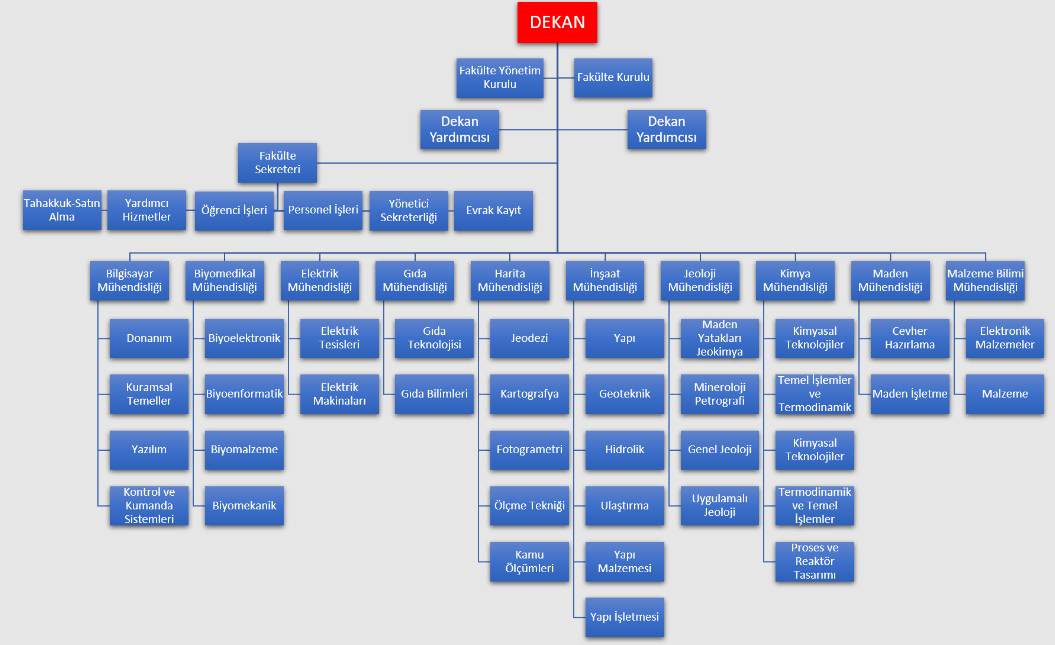 DEKAN
Fakülte Yönetim
Kurulu
Fakülte Kurulu
Dekan
Yardımcısı
Dekan
Yardımcısı
Fakülte
Sekreteri
Tahakkuk-Satın
Alma
Yardımcı
Hizmetler
Öğrenci İşleri
Personel İşleri
Yönetici
Sekreterliği
Evrak Kayıt
Bilgisayar
Mühendisliği
Donanım
Kuramsal
Temeller
Yazılım
Kontrol ve
Kumanda
Sistemleri
Biyomedikal
Mühendisliği
Biyoelektronik
Biyoenformatik
Biyomalzeme
Biyomekanik
Elektrik
Mühendisliği
Elektrik
Tesisleri
Elektrik
Makinaları
Gıda
Mühendisliği
Gıda
Teknolojisi
Gıda Bilimleri
Harita
Mühendisliği
Jeodezi
Kartografya
Fotogrametri
Ölçme Tekniği
Kamu
Ölçümleri
İnşaat
Mühendisliği
Yapı
Geoteknik
Hidrolik
Ulaştırma
Yapı
Malzemesi
Yapı İşletmesi
Jeoloji
Mühendisliği
Maden
Yatakları
Jeokimya
Mineroloji
Petrografi
Genel Jeoloji
Uygulamalı
Jeoloji
Kimya
Mühendisliği
Kimyasal
Teknolojiler
Temel İşlemler
ve
Termodinamik
Kimyasal
Teknolojiler
Termodinamik
ve Temel
İşlemler
Proses ve
Reaktör
Tasarımı
Maden
Mühendisliği
Cevher
Hazırlama
Maden İşletme
Malzeme Bilimi
Mühendisliği
Elektronik
Malzemeler
Malzeme